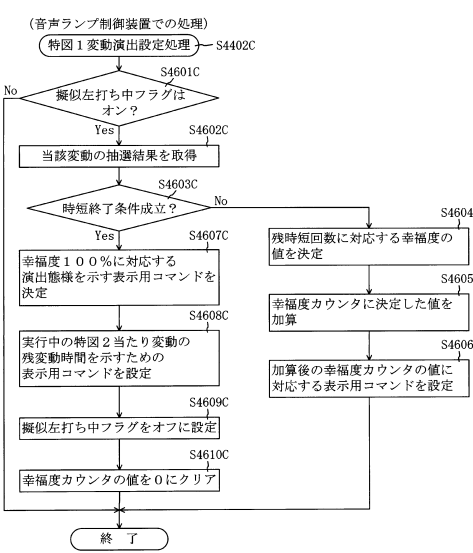 (音声ランプ制御装置での処理)
特図1変動演出設定処理
S4402C
S4601C
No
擬似左打ち中フラグは
オン?
Yes
S4602C
当該変動の抽選結果を取得
S4603C
時短終了条件成立?
No
Yes
S4607C
幸福度100%に対応する
演出態様を示す表示用コマンドを
決定
S4608C
実行中の特図2当たり変動の
残変動時間を示すための
表示用コマンドを設定
S4609C
擬似左打ち中フラグをオフに設定
S4610C
幸福度カウンタの値を0にクリア
S4604
残時短回数に対応する幸福度の
値を決定
S4605
幸福度カウンタに決定した値を
加算
S4606
加算後の幸福度カウンタの値に
対応する表示用コマンドを設定
終 了